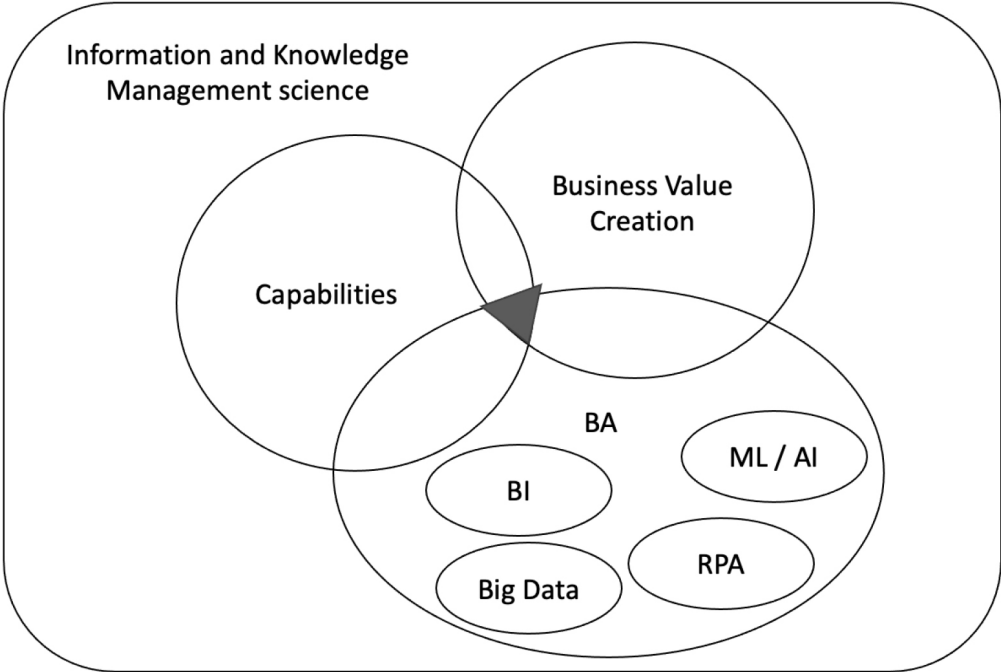 Information and Knowledge
Management science
Business Value
Creation
Capabilities
BA
ML / AI
BI
RPA
Big Data